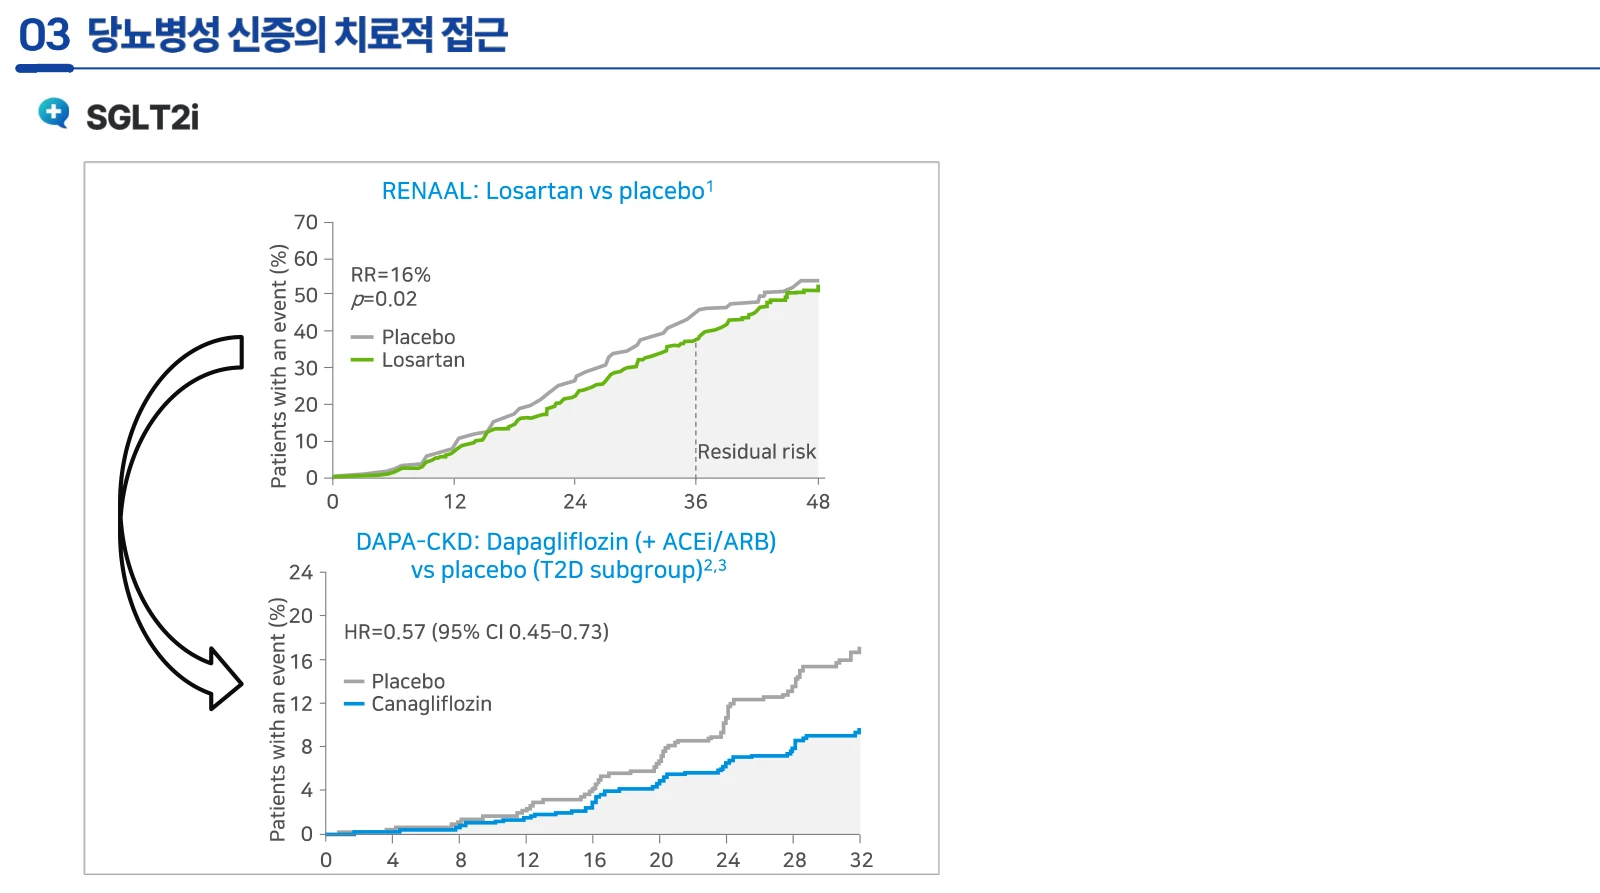 03 당뇨병성 신증의 치료적 접근
SGLT2i
RENAAL: Losartan vs placebo1
Patients with an event (%)
70
60
50
40
30
20
10
0
RR=16%
p=0.02
Placebo
Losartan
Residual risk
0 12 24 36 48
DAPA-CKD: Dapagliflozin (+ ACEi/ARB)
vs placebo (T2D subgroup)2,3
Patients with an event (%)
24
20
16
12
8
4
0
HR=0.57 (95% CI 0.45–0.73)
Placebo
Canagliflozin
0 4 8 12 16 20 24 28 32